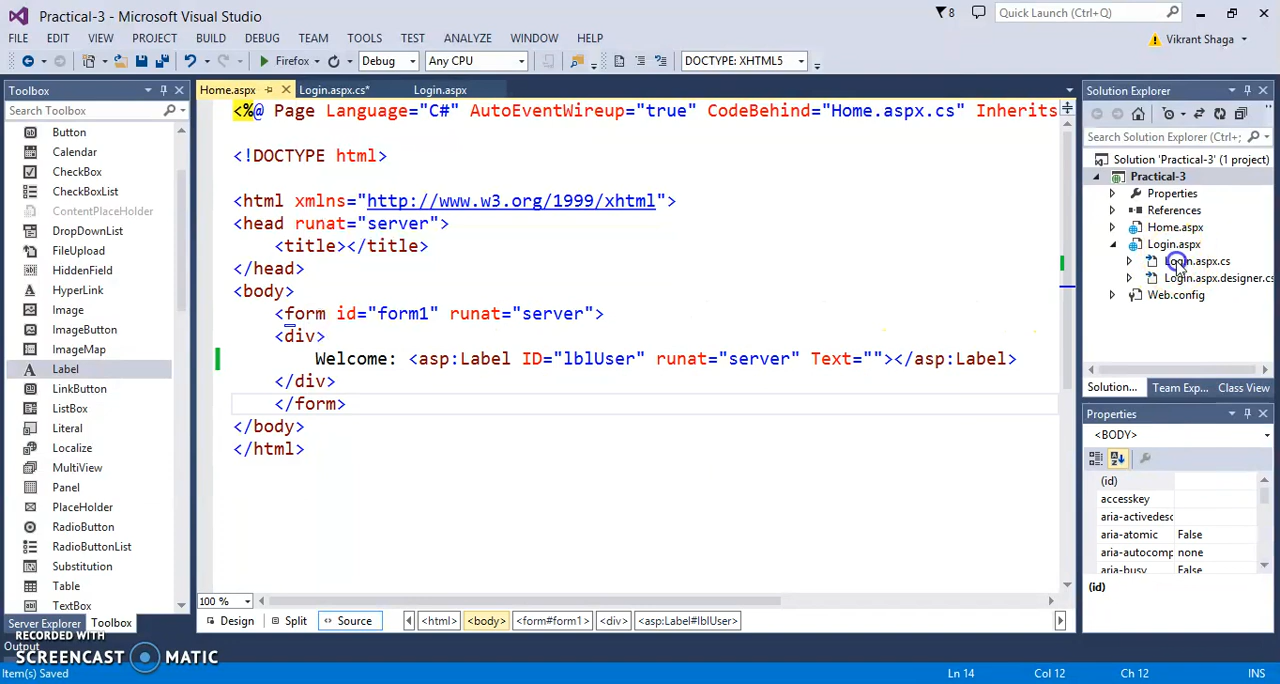 Practical-3 - Microsoft Visual Studio
8
Quick Launch (Ctrl+Q)
FILE EDIT VIEW PROJECT BUILD DEBUG TEAM TOOLS TEST ANALYZE WINDOW HELP
Vikrant Shaga
Firefox Debug Any CPU DOCTYPE: XHTML5
Toolbox
Search Toolbox
Button
Calendar
CheckBox
CheckBoxList
ContentPlaceHolder
DropDownList
FileUpload
HiddenField
HyperLink
Image
ImageButton
ImageMap
Label
LinkButton
ListBox
Literal
Localize
MultiView
Panel
PlaceHolder
RadioButton
RadioButtonList
Substitution
Table
TextBox
Server Explorer Toolbox
Output
Home.aspx Login.aspx.cs* Login.aspx
<%@ Page Language="C#" AutoEventWireup="true" CodeBehind="Home.aspx.cs" Inherits
<!DOCTYPE html>
<html xmlns="http://www.w3.org/1999/xhtml">
<head runat="server">
<title></title>
</head>
<body>
<form id="form1" runat="server">
<div>
Welcome: <asp:Label ID="lblUser" runat="server" Text=""></asp:Label>
</div>
</form>
</body>
</html>
100 %
Design Split Source <html> <body> <form#form1> <div> <asp:Label#lblUser>
Solution Explorer
Search Solution Explorer (Ctrl+;
Solution 'Practical-3' (1 project)
Practical-3
Properties
References
Home.aspx
Login.aspx
Login.aspx.cs
Login.aspx.designer.cs
Web.config
Solution... Team Exp... Class View
Properties
<BODY>
(id)
accesskey
aria-activedesc
aria-atomic False
aria-autocomp none
aria-busy False
(id)
RECORDED WITH
SCREENCAST MATIC
Item(s) Saved Ln 14 Col 12 Ch 12 INS